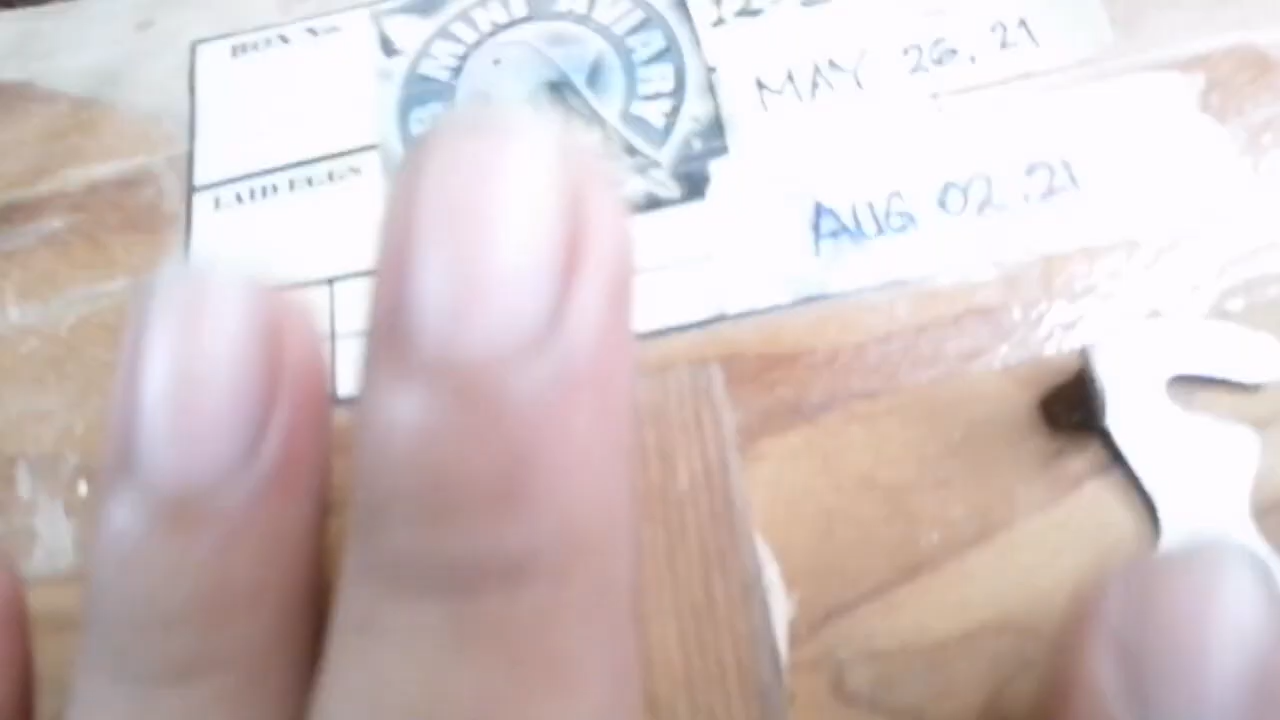 BOX No.
MINI AVIARY
MAY 26, 21
LAID EGGS
AUG 02, 21